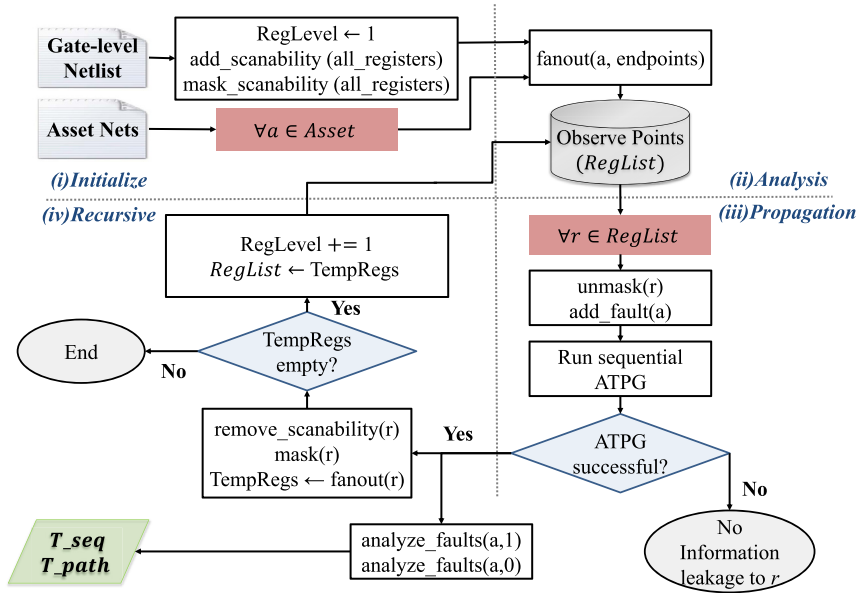 Gate-level
Netlist
RegLevel ← 1
add_scanability (all_registers)
mask_scanability (all_registers)
fanout(a, endpoints)
Asset Nets
∀a ∈ Asset
Observe Points
(RegList)
(i)Initialize
(ii)Analysis
(iv)Recursive
(iii)Propagation
RegLevel += 1
RegList ← TempRegs
∀r ∈ RegList
unmask(r)
add_fault(a)
Yes
End
No
TempRegs
empty?
Run sequential
ATPG
remove_scanability(r)
mask(r)
TempRegs ← fanout(r)
Yes
ATPG
successful?
No
T_seq
T_path
analyze_faults(a,1)
analyze_faults(a,0)
No
Information
leakage to r